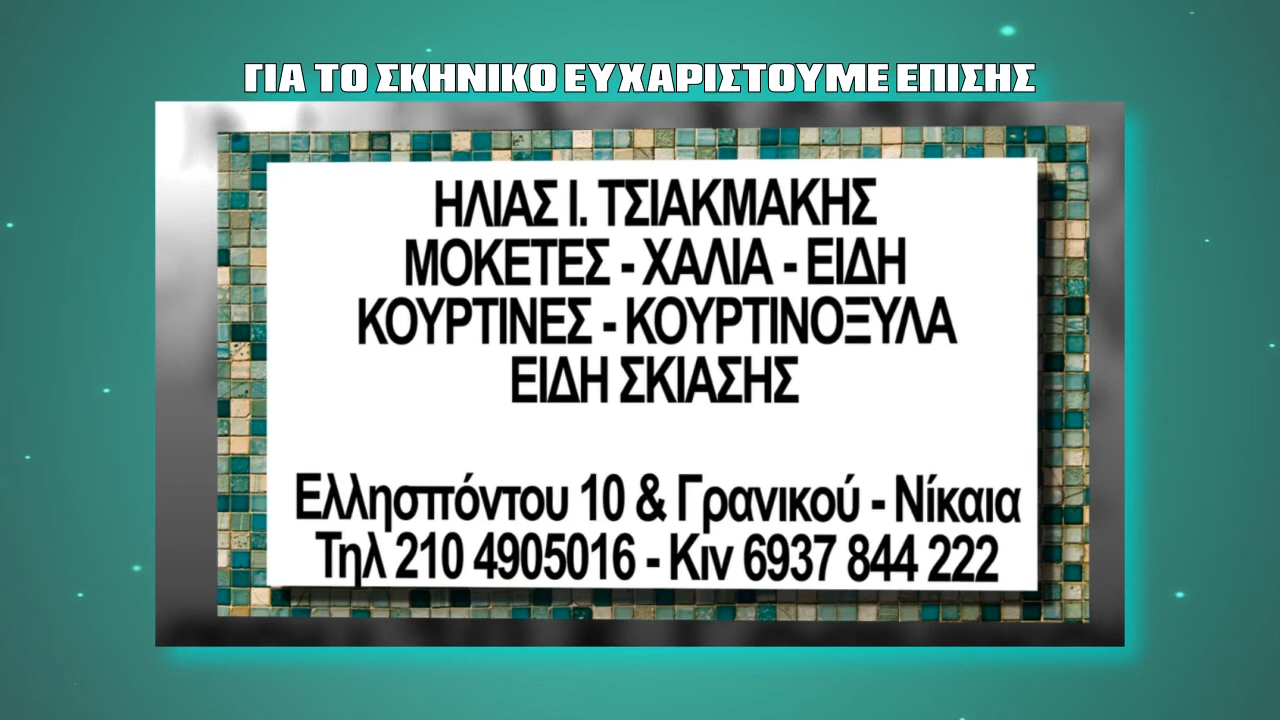 ΓΙΑ ΤΟ ΣΚΗΝΙΚΟ ΕΥΧΑΡΙΣΤΟΥΜΕ ΕΠΙΣΗΣ
ΗΛΙΑΣ Ι. ΤΣΙΑΚΜΑΚΗΣ
ΜΟΚΕΤΕΣ - ΧΑΛΙΑ - ΕΙΔΗ
ΚΟΥΡΤΙΝΕΣ - ΚΟΥΡΤΙΝΟΞΥΛΑ
ΕΙΔΗ ΣΚΙΑΣΗΣ
Ελλησπόντου 10 & Γρανικού - Νίκαια
Τηλ 210 4905016 - Κιν 6937 844 222